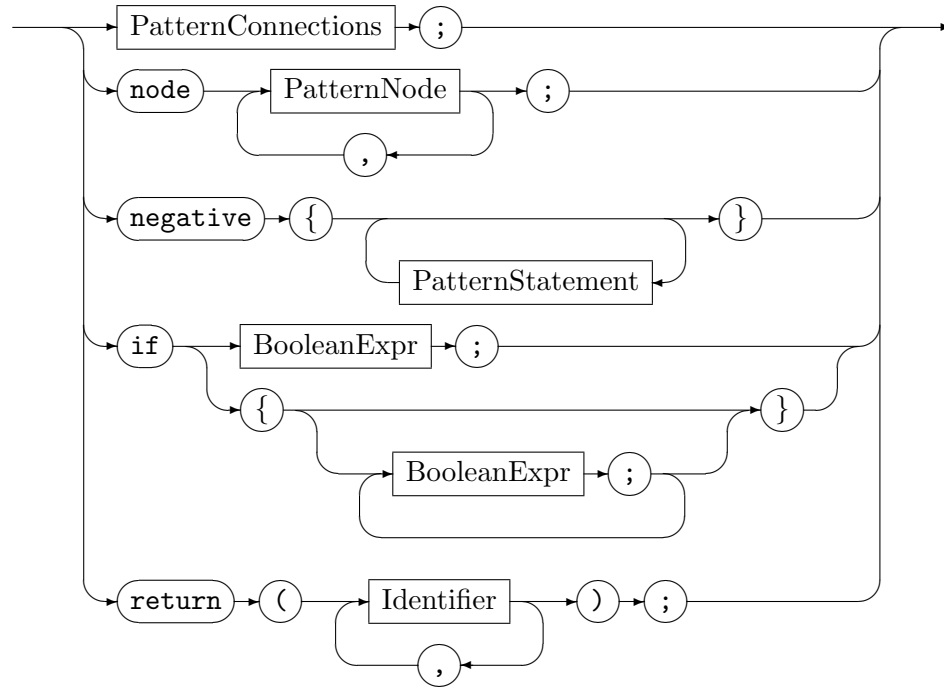 PatternConnections ;
node PatternNode ;
,
negative { }
PatternStatement
if BooleanExpr ;
{ }
BooleanExpr ;
return ( Identifier ) ;
,